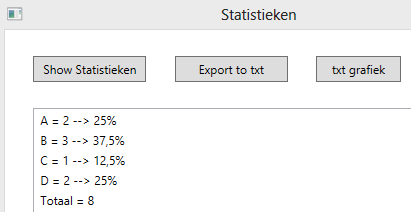 Statistieken
Show Statistieken Export to txt txt grafiek
A = 2 --> 25%
B = 3 --> 37,5%
C = 1 --> 12,5%
D = 2 --> 25%
Totaal = 8